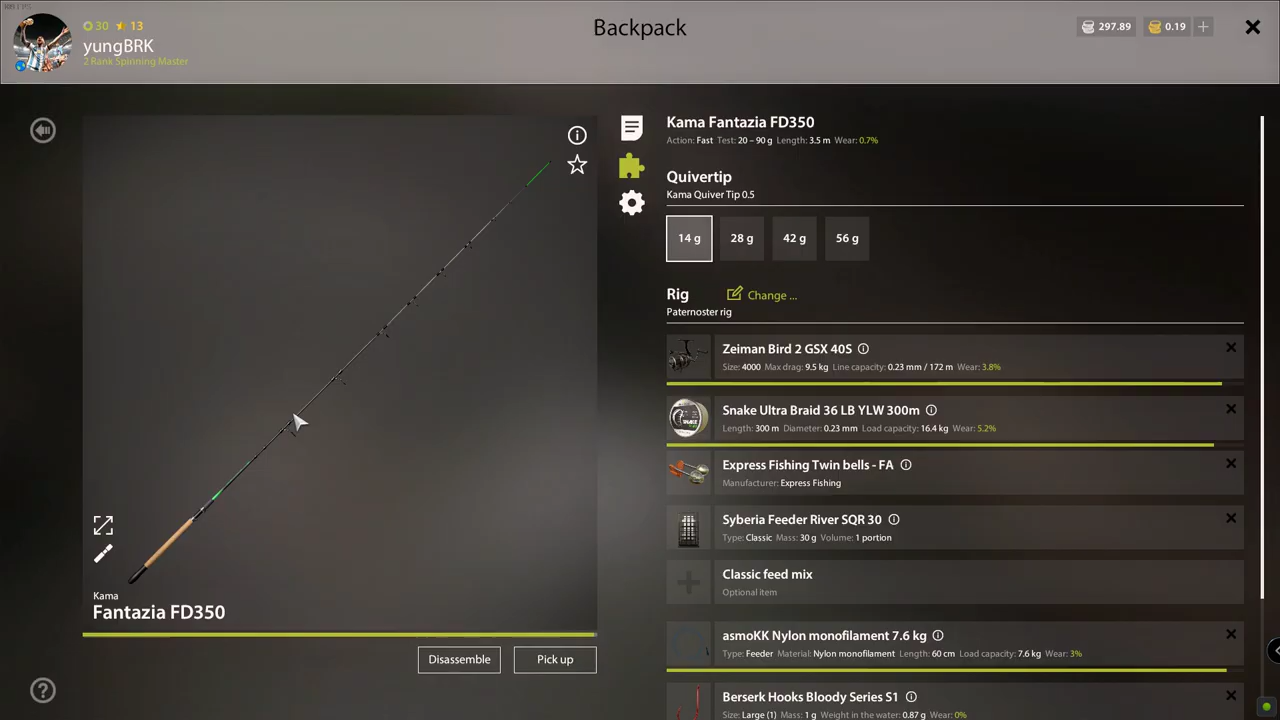 30 13
yungBRK
2 Rank Spinning Master
Backpack
297.89
0.19
Kama Fantazia FD350
Action: Fast Test: 20 – 90 g Length: 3.5 m Wear: 0.7%
Quivertip
Kama Quiver Tip 0.5
14 g
28 g
42 g
56 g
Rig
Change ...
Paternoster rig
Zeiman Bird 2 GSX 40S
Size: 4000 Max drag: 9.5 kg Line capacity: 0.23 mm / 172 m Wear: 3.8%
Snake Ultra Braid 36 LB YLW 300m
Length: 300 m Diameter: 0.23 mm Load capacity: 16.4 kg Wear: 5.2%
Express Fishing Twin bells - FA
Manufacturer: Express Fishing
Syberia Feeder River SQR 30
Type: Classic Mass: 30 g Volume: 1 portion
Classic feed mix
Optional item
asmoKK Nylon monofilament 7.6 kg
Type: Feeder Material: Nylon monofilament Length: 60 cm Load capacity: 7.6 kg Wear: 3%
Berserk Hooks Bloody Series S1
Size: Large (1) Mass: 1 g Weight in the water: 0.87 g Wear: 0%
Kama
Fantazia FD350
Disassemble
Pick up